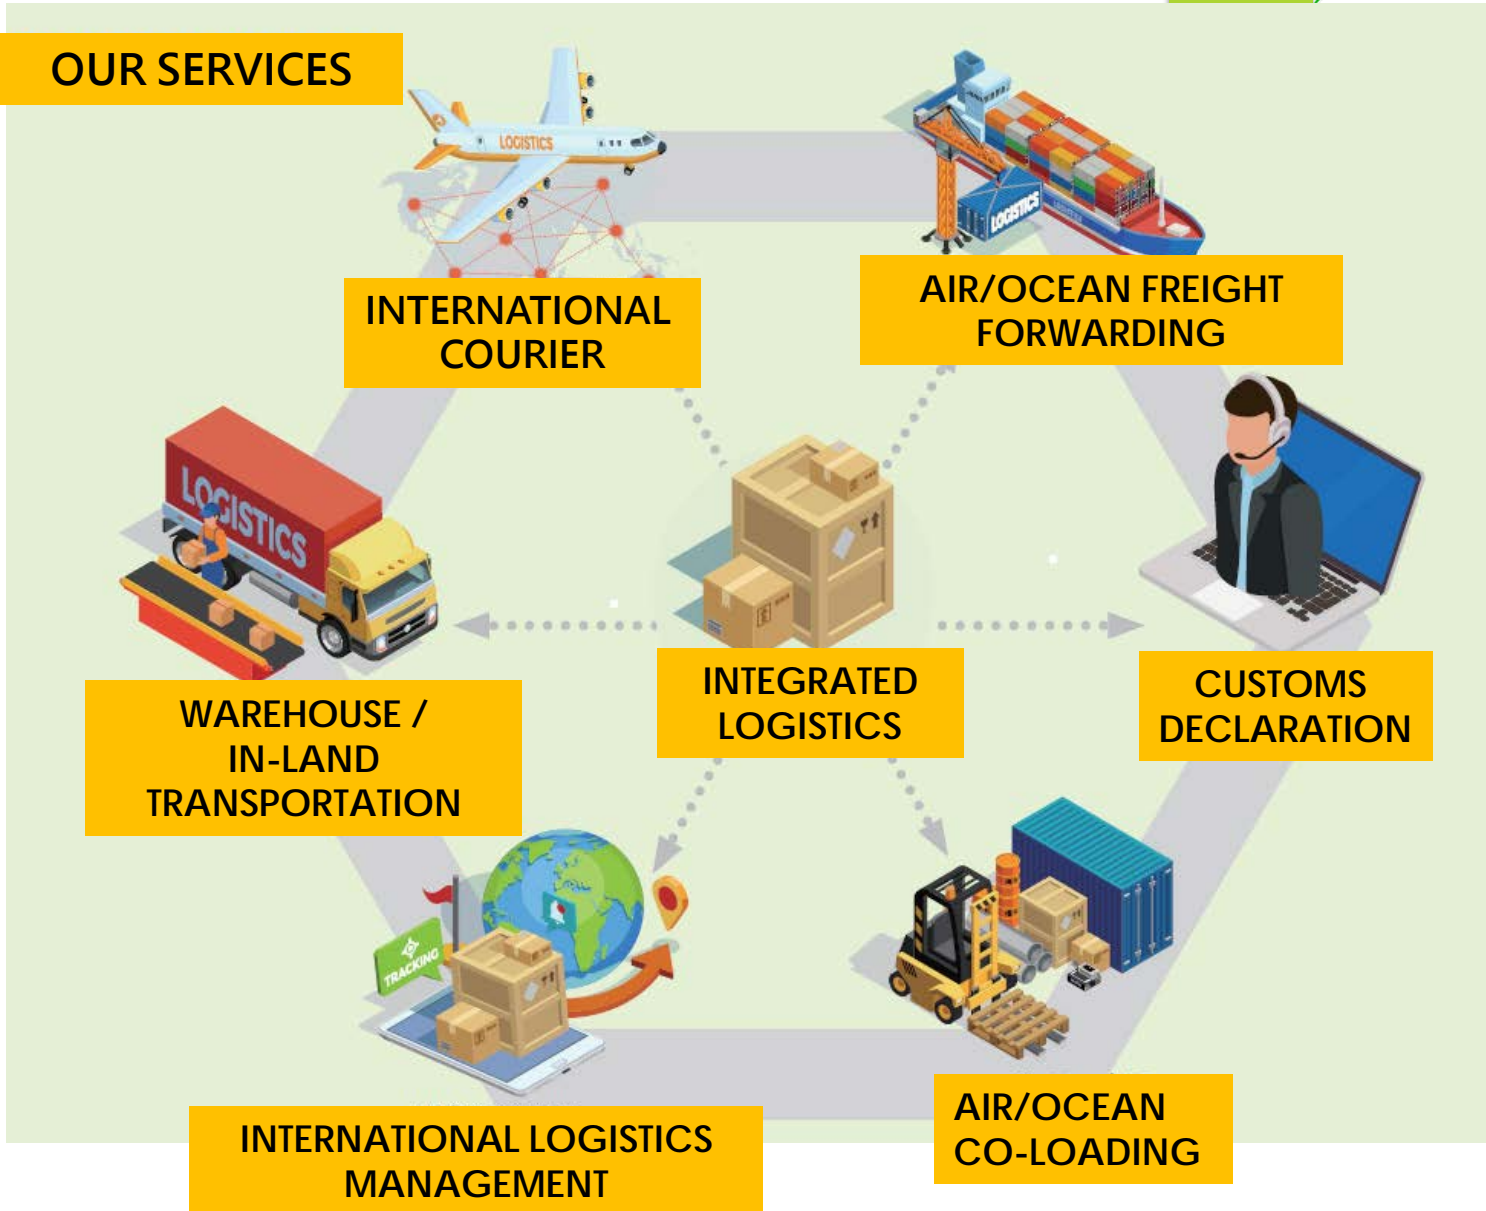 OUR SERVICES
LOGISTICS
LOGISTICS
LOGISTICS
INTERNATIONAL
COURIER
AIR/OCEAN FREIGHT
FORWARDING
LOGISTICS
INTEGRATED
LOGISTICS
CUSTOMS
DECLARATION
WAREHOUSE /
IN-LAND
TRANSPORTATION
TRACKING
INTERNATIONAL LOGISTICS
MANAGEMENT
AIR/OCEAN
CO-LOADING